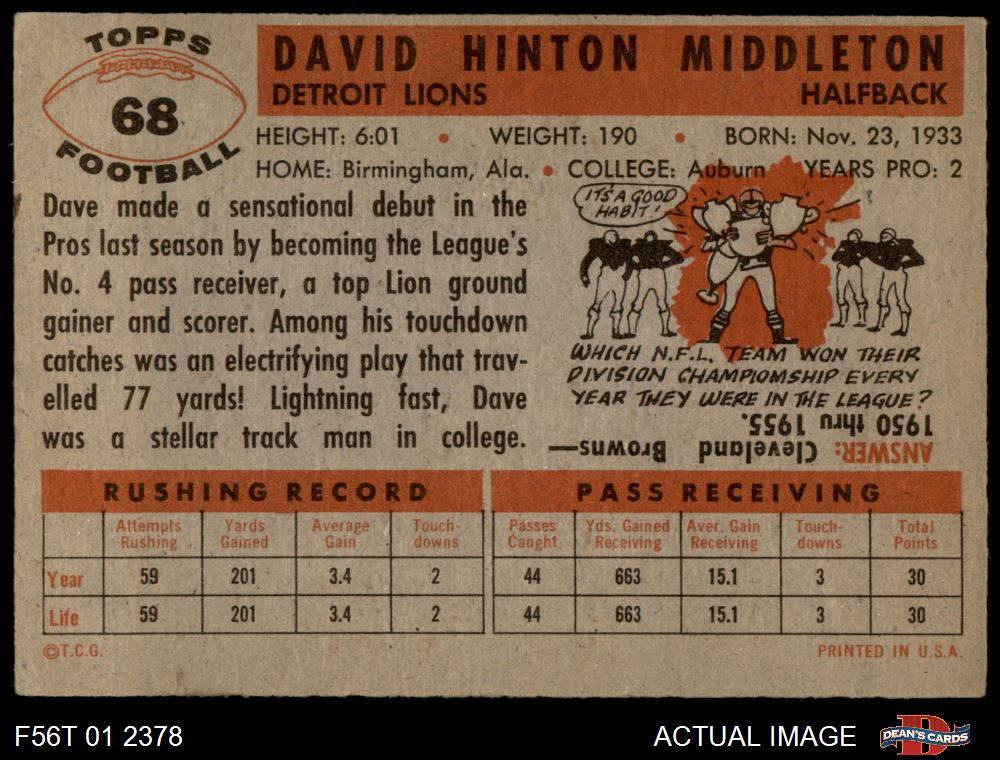 TOPPS
68
FOOTBALL
DAVID HINTON MIDDLETON
DETROIT LIONS HALFBACK
HEIGHT: 6:01 • WEIGHT: 190 • BORN: Nov. 23, 1933
HOME: Birmingham, Ala. • COLLEGE: Auburn YEARS PRO: 2
Dave made a sensational debut in the
Pros last season by becoming the League's
No. 4 pass receiver, a top Lion ground
gainer and scorer. Among his touchdown
catches was an electrifying play that trav-
elled 77 yards! Lightning fast, Dave
was a stellar track man in college.
IT'S A GOOD
HABIT!
WHICH N.F.L. TEAM WON THEIR
DIVISION CHAMPIOMSHIP EVERY
YEAR THEY WERE IN THE LEAGUE?
ANSWER: Cleveland Browns—
1950 thru 1955.
RUSHING RECORD
Attempts Rushing Yards Gained Average Gain Touch-downs
Year 59 201 3.4 2
Life 59 201 3.4 2
PASS RECEIVING
Passes Caught Yds. Gained Receiving Aver. Gain Receiving Touch-downs Total Points
44 663 15.1 3 30
44 663 15.1 3 30
©T.C.G. PRINTED IN U.S.A.
F56T 01 2378 ACTUAL IMAGE
D
DEAN'S CARDS